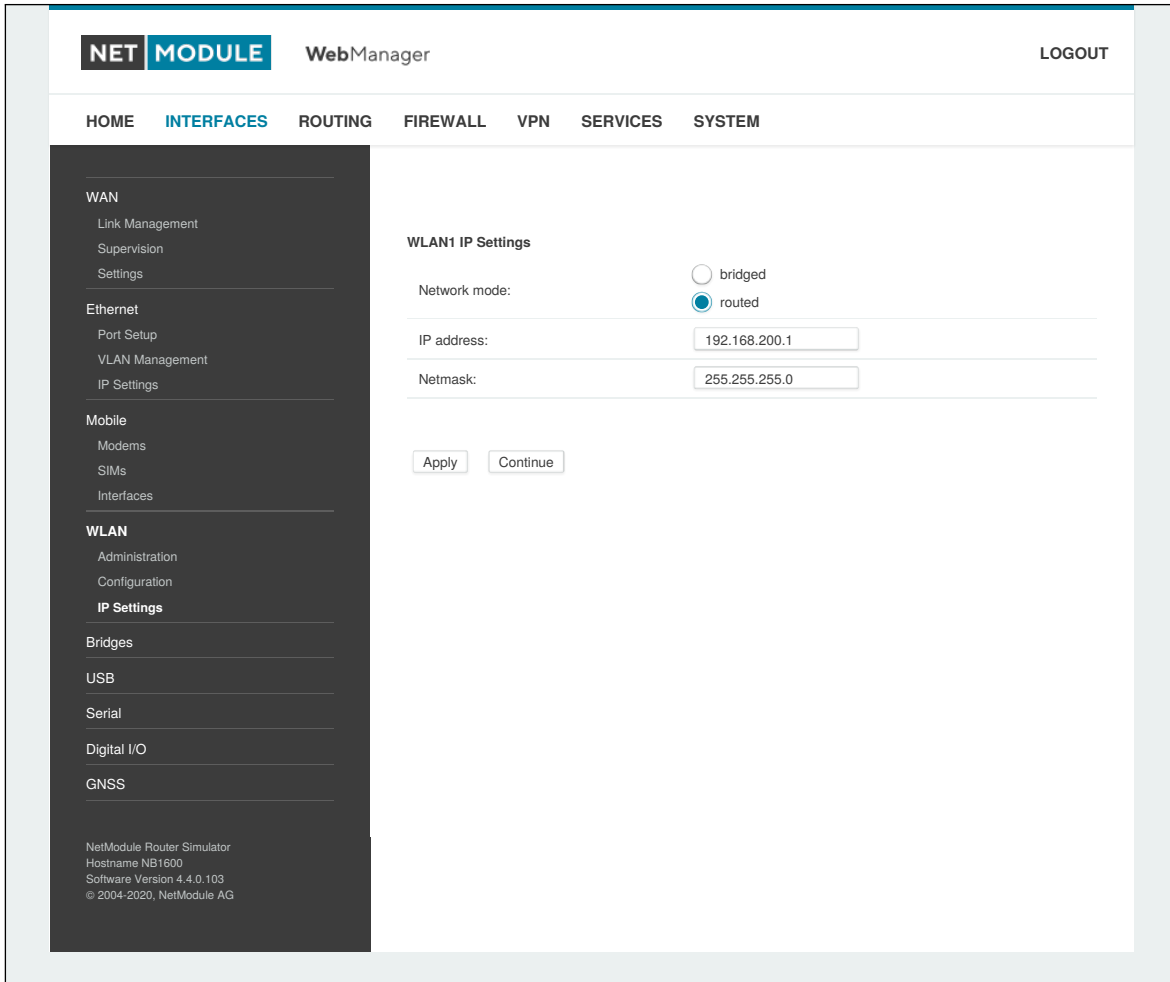 NET MODULE WebManager LOGOUT
HOME INTERFACES ROUTING FIREWALL VPN SERVICES SYSTEM
WAN
Link Management
Supervision
Settings
Ethernet
Port Setup
VLAN Management
IP Settings
Mobile
Modems
SIMs
Interfaces
WLAN
Administration
Configuration
IP Settings
Bridges
USB
Serial
Digital I/O
GNSS
NetModule Router Simulator
Hostname NB1600
Software Version 4.4.0.103
© 2004-2020, NetModule AG
WLAN1 IP Settings
Network mode:
bridged
routed
IP address: 192.168.200.1
Netmask: 255.255.255.0
Apply Continue